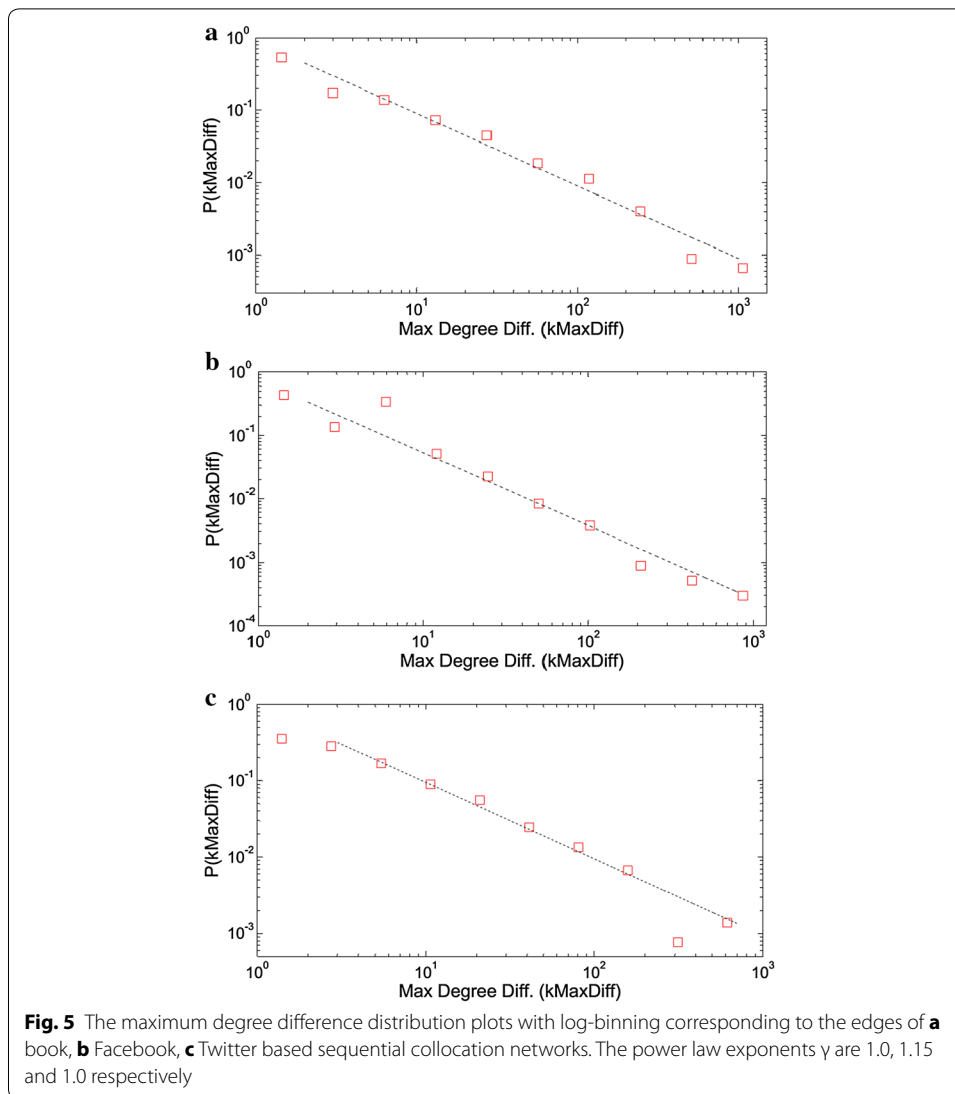 a
10^0
10^-1
10^-2
10^-3
P(kMaxDiff)
10^0 10^1 10^2 10^3
Max Degree Diff. (kMaxDiff)
b
10^0
10^-1
10^-2
10^-3
10^-4
P(kMaxDiff)
10^0 10^1 10^2 10^3
Max Degree Diff. (kMaxDiff)
c
10^0
10^-1
10^-2
10^-3
P(kMaxDiff)
10^0 10^1 10^2 10^3
Max Degree Diff. (kMaxDiff)
Fig. 5 The maximum degree difference distribution plots with log-binning corresponding to the edges of a
book, b Facebook, c Twitter based sequential collocation networks. The power law exponents γ are 1.0, 1.15
and 1.0 respectively